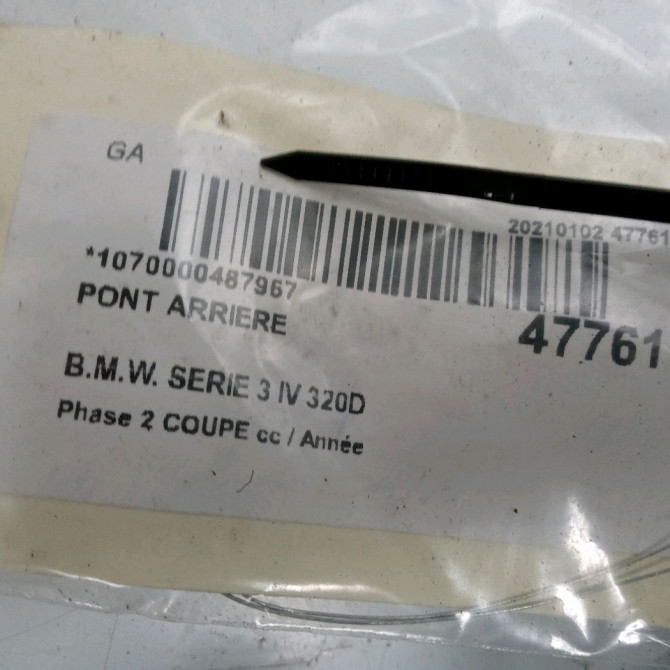 GA
20210102 47761
*1070000487967
PONT ARRIERE
47761
B.M.W. SERIE 3 IV 320D
Phase 2 COUPE cc / Année